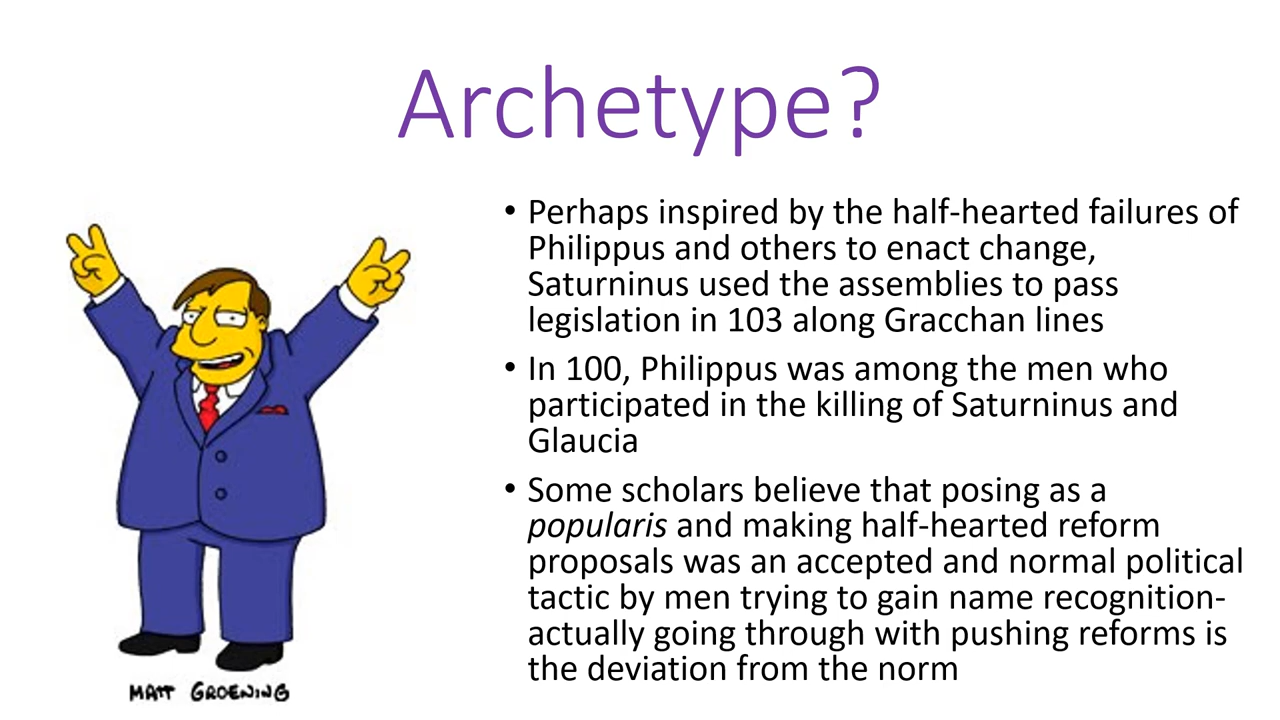 Archetype?
• Perhaps inspired by the half-hearted failures of
Philippus and others to enact change,
Saturninus used the assemblies to pass
legislation in 103 along Gracchan lines
• In 100, Philippus was among the men who
participated in the killing of Saturninus and
Glaucia
• Some scholars believe that posing as a
popularis and making half-hearted reform
proposals was an accepted and normal political
tactic by men trying to gain name recognition-
actually going through with pushing reforms is
the deviation from the norm
MATT GROENING